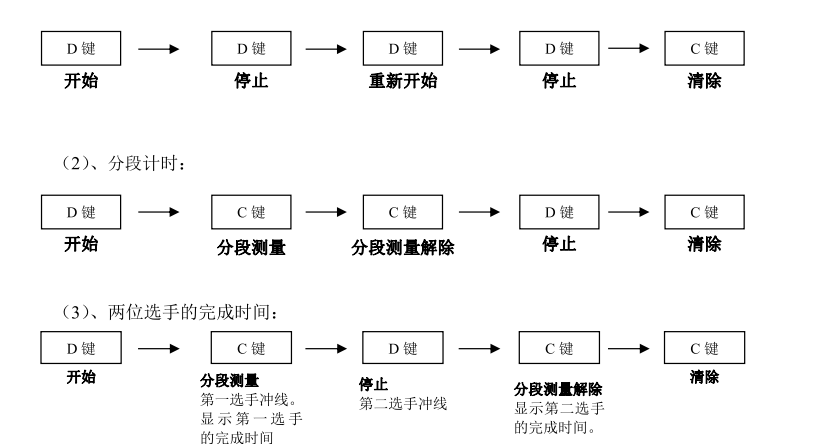 D 键 D 键 D 键 D 键 C 键
开始 停止 重新开始 停止 清除
（2）、分段计时：
D 键 C 键 C 键 D 键 C 键
开始 分段测量 分段测量解除 停止 清除
（3）、两位选手的完成时间：
D 键 C 键 D 键 C 键 C 键
开始
分段测量
第一选手冲线。
显示第一选手
的完成时间
停止
第二选手冲线
分段测量解除
显示第二选手
的完成时间。
清除